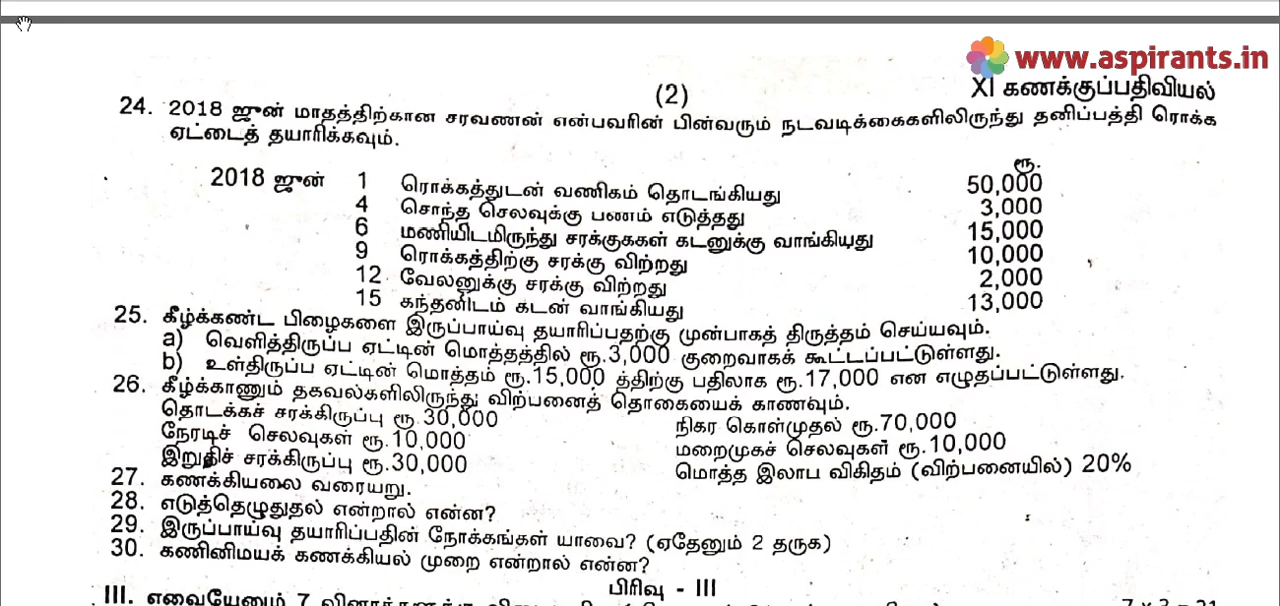 www.aspirants.in
(2)
XI கணக்குப்பதிவியல்
24. 2018 ஜுன் மாதத்திற்கான சரவணன் என்பவரின் பின்வரும் நடவடிக்கைகளிலிருந்து தனிப்பத்தி ரொக்க
ஏட்டைத் தயாரிக்கவும்.
ரூ.
2018 ஜுன் 1 ரொக்கத்துடன் வணிகம் தொடங்கியது 50,000
4 சொந்த செலவுக்கு பணம் எடுத்தது 3,000
6 மணியிடமிருந்து சரக்குககள் கடனுக்கு வாங்கியது 15,000
9 ரொக்கத்திற்கு சரக்கு விற்றது 10,000
12 வேலனுக்கு சரக்கு விற்றது 2,000
15 கந்தனிடம் கடன் வாங்கியது 13,000
25. கீழ்க்கண்ட பிழைகளை இருப்பாய்வு தயாரிப்பதற்கு முன்பாகத் திருத்தம் செய்யவும்.
a) வெளித்திருப்ப ஏட்டின் மொத்தத்தில் ரூ.3,000 குறைவாகக் கூட்டப்பட்டுள்ளது.
b) உள்திருப்ப ஏட்டின் மொத்தம் ரூ.15,000 த்திற்கு பதிலாக ரூ.17,000 என எழுதப்பட்டுள்ளது.
26. கீழ்க்காணும் தகவல்களிலிருந்து விற்பனைத் தொகையைக் காணவும்.
தொடக்கச் சரக்கிருப்பு ரூ. 30,000 நிகர கொள்முதல் ரூ.70,000
நேரடிச் செலவுகள் ரூ.10,000 மறைமுகச் செலவுகள் ரூ.10,000
இறுதிச் சரக்கிருப்பு ரூ.30,000 மொத்த இலாப விகிதம் (விற்பனையில்) 20%
27. கணக்கியலை வரையறு.
28. எடுத்தெழுதுதல் என்றால் என்ன?
29. இருப்பாய்வு தயாரிப்பதின் நோக்கங்கள் யாவை? (ஏதேனும் 2 தருக)
30. கணினிமயக் கணக்கியல் முறை என்றால் என்ன?
பிரிவு - III
III. எவையேனும் 7 வினாக்களுக்கு 7 x 3 = 21